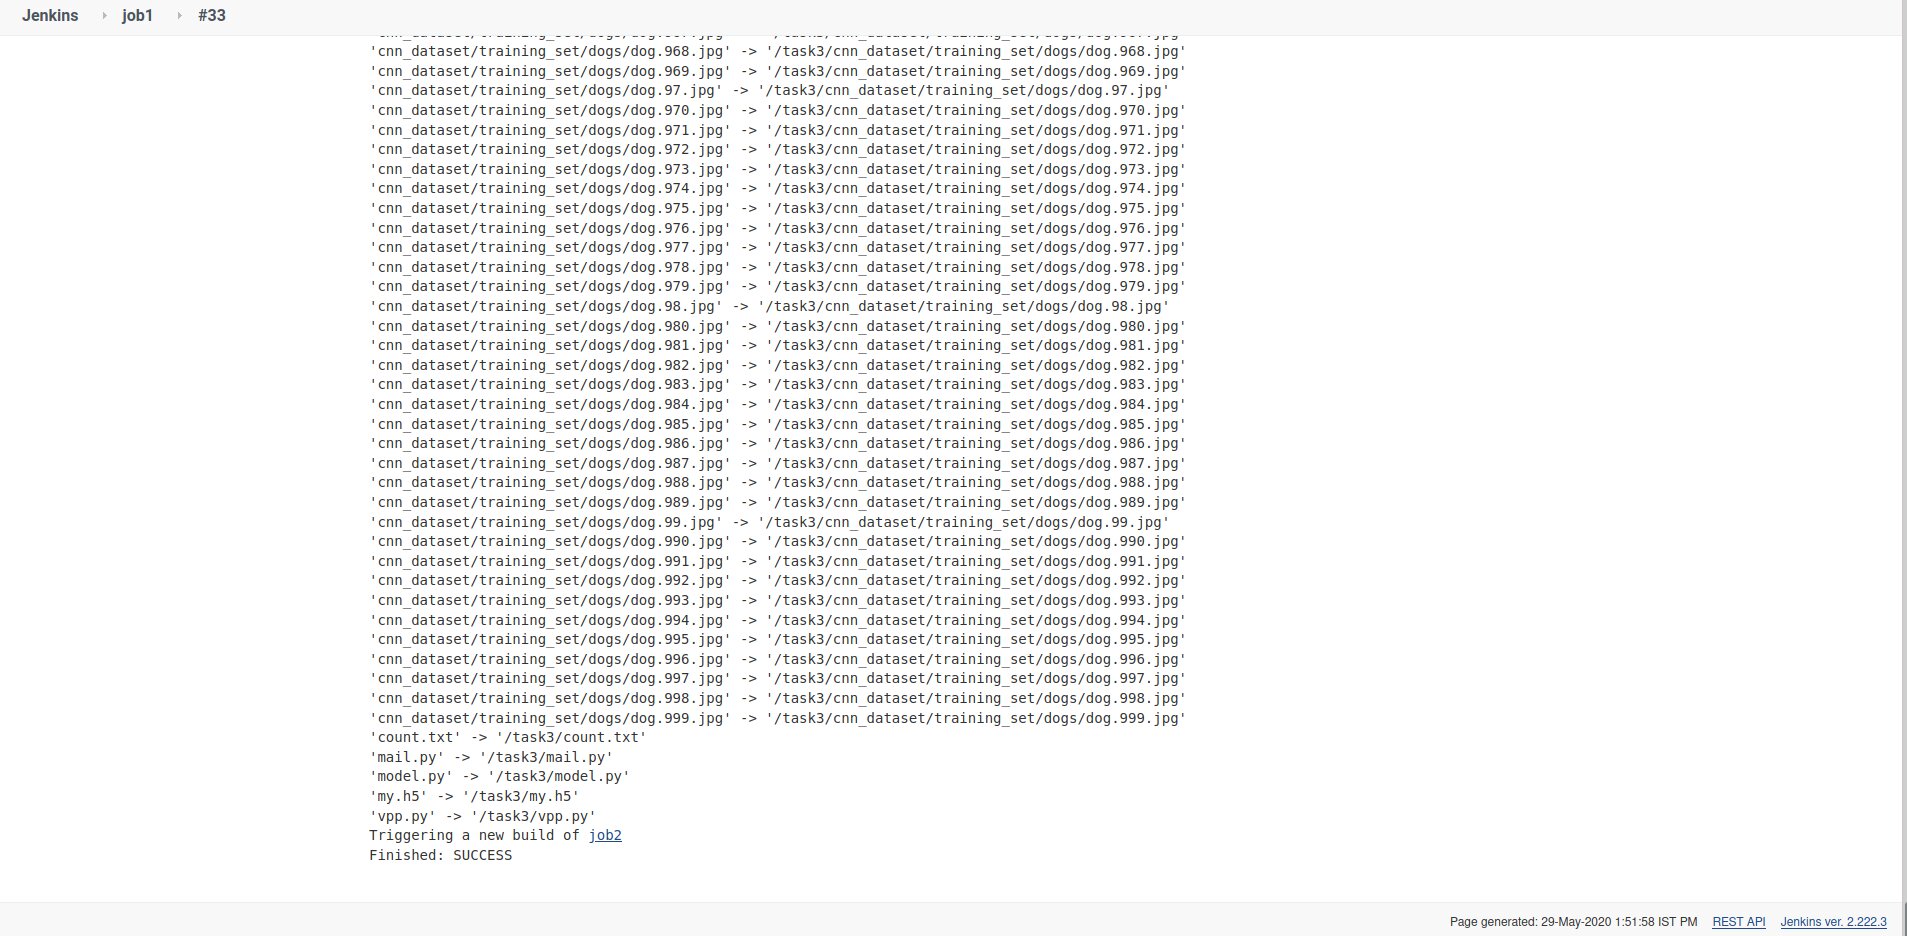 Jenkins job1 #33
'cnn_dataset/training_set/dogs/dog.968.jpg' -> '/task3/cnn_dataset/training_set/dogs/dog.968.jpg'
'cnn_dataset/training_set/dogs/dog.969.jpg' -> '/task3/cnn_dataset/training_set/dogs/dog.969.jpg'
'cnn_dataset/training_set/dogs/dog.97.jpg' -> '/task3/cnn_dataset/training_set/dogs/dog.97.jpg'
'cnn_dataset/training_set/dogs/dog.970.jpg' -> '/task3/cnn_dataset/training_set/dogs/dog.970.jpg'
'cnn_dataset/training_set/dogs/dog.971.jpg' -> '/task3/cnn_dataset/training_set/dogs/dog.971.jpg'
'cnn_dataset/training_set/dogs/dog.972.jpg' -> '/task3/cnn_dataset/training_set/dogs/dog.972.jpg'
'cnn_dataset/training_set/dogs/dog.973.jpg' -> '/task3/cnn_dataset/training_set/dogs/dog.973.jpg'
'cnn_dataset/training_set/dogs/dog.974.jpg' -> '/task3/cnn_dataset/training_set/dogs/dog.974.jpg'
'cnn_dataset/training_set/dogs/dog.975.jpg' -> '/task3/cnn_dataset/training_set/dogs/dog.975.jpg'
'cnn_dataset/training_set/dogs/dog.976.jpg' -> '/task3/cnn_dataset/training_set/dogs/dog.976.jpg'
'cnn_dataset/training_set/dogs/dog.977.jpg' -> '/task3/cnn_dataset/training_set/dogs/dog.977.jpg'
'cnn_dataset/training_set/dogs/dog.978.jpg' -> '/task3/cnn_dataset/training_set/dogs/dog.978.jpg'
'cnn_dataset/training_set/dogs/dog.979.jpg' -> '/task3/cnn_dataset/training_set/dogs/dog.979.jpg'
'cnn_dataset/training_set/dogs/dog.98.jpg' -> '/task3/cnn_dataset/training_set/dogs/dog.98.jpg'
'cnn_dataset/training_set/dogs/dog.980.jpg' -> '/task3/cnn_dataset/training_set/dogs/dog.980.jpg'
'cnn_dataset/training_set/dogs/dog.981.jpg' -> '/task3/cnn_dataset/training_set/dogs/dog.981.jpg'
'cnn_dataset/training_set/dogs/dog.982.jpg' -> '/task3/cnn_dataset/training_set/dogs/dog.982.jpg'
'cnn_dataset/training_set/dogs/dog.983.jpg' -> '/task3/cnn_dataset/training_set/dogs/dog.983.jpg'
'cnn_dataset/training_set/dogs/dog.984.jpg' -> '/task3/cnn_dataset/training_set/dogs/dog.984.jpg'
'cnn_dataset/training_set/dogs/dog.985.jpg' -> '/task3/cnn_dataset/training_set/dogs/dog.985.jpg'
'cnn_dataset/training_set/dogs/dog.986.jpg' -> '/task3/cnn_dataset/training_set/dogs/dog.986.jpg'
'cnn_dataset/training_set/dogs/dog.987.jpg' -> '/task3/cnn_dataset/training_set/dogs/dog.987.jpg'
'cnn_dataset/training_set/dogs/dog.988.jpg' -> '/task3/cnn_dataset/training_set/dogs/dog.988.jpg'
'cnn_dataset/training_set/dogs/dog.989.jpg' -> '/task3/cnn_dataset/training_set/dogs/dog.989.jpg'
'cnn_dataset/training_set/dogs/dog.99.jpg' -> '/task3/cnn_dataset/training_set/dogs/dog.99.jpg'
'cnn_dataset/training_set/dogs/dog.990.jpg' -> '/task3/cnn_dataset/training_set/dogs/dog.990.jpg'
'cnn_dataset/training_set/dogs/dog.991.jpg' -> '/task3/cnn_dataset/training_set/dogs/dog.991.jpg'
'cnn_dataset/training_set/dogs/dog.992.jpg' -> '/task3/cnn_dataset/training_set/dogs/dog.992.jpg'
'cnn_dataset/training_set/dogs/dog.993.jpg' -> '/task3/cnn_dataset/training_set/dogs/dog.993.jpg'
'cnn_dataset/training_set/dogs/dog.994.jpg' -> '/task3/cnn_dataset/training_set/dogs/dog.994.jpg'
'cnn_dataset/training_set/dogs/dog.995.jpg' -> '/task3/cnn_dataset/training_set/dogs/dog.995.jpg'
'cnn_dataset/training_set/dogs/dog.996.jpg' -> '/task3/cnn_dataset/training_set/dogs/dog.996.jpg'
'cnn_dataset/training_set/dogs/dog.997.jpg' -> '/task3/cnn_dataset/training_set/dogs/dog.997.jpg'
'cnn_dataset/training_set/dogs/dog.998.jpg' -> '/task3/cnn_dataset/training_set/dogs/dog.998.jpg'
'cnn_dataset/training_set/dogs/dog.999.jpg' -> '/task3/cnn_dataset/training_set/dogs/dog.999.jpg'
'count.txt' -> '/task3/count.txt'
'mail.py' -> '/task3/mail.py'
'model.py' -> '/task3/model.py'
'my.h5' -> '/task3/my.h5'
'vpp.py' -> '/task3/vpp.py'
Triggering a new build of job2
Finished: SUCCESS
Page generated: 29-May-2020 1:51:58 IST PM REST API Jenkins ver. 2.222.3